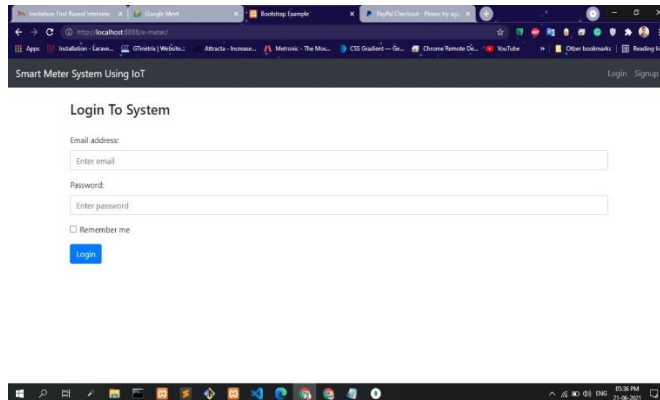 Invitation: First Round Interview
Google Meet
Bootstrap Example
PayPal Checkout - Please try aga
http://localhost:8888/e-meter/
Apps
Installation - Larave...
GTmetrix | Website...
Attracta - Increase...
Metronic - The Mos...
CSS Gradient — Ge...
Chrome Remote De...
YouTube
»
Other bookmarks
Reading lis
Smart Meter System Using IoT
Login
Signup
Login To System
Email address:
Enter email
Password:
Enter password
Remember me
Login
ENG
05:36 PM
21-06-2021